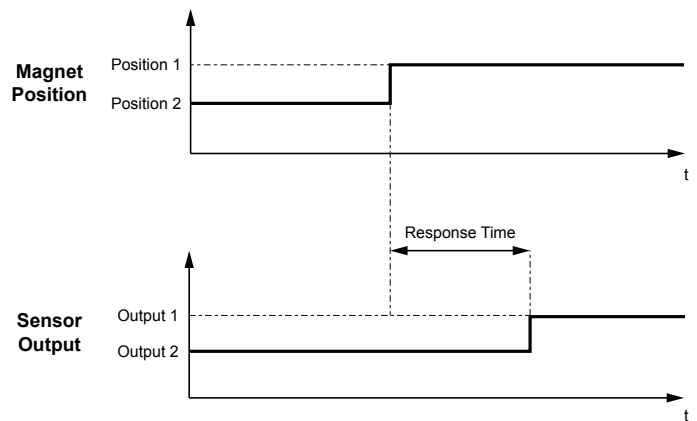 Magnet
Position
Position 1
Position 2
t
Response Time
Sensor
Output
Output 1
Output 2
t